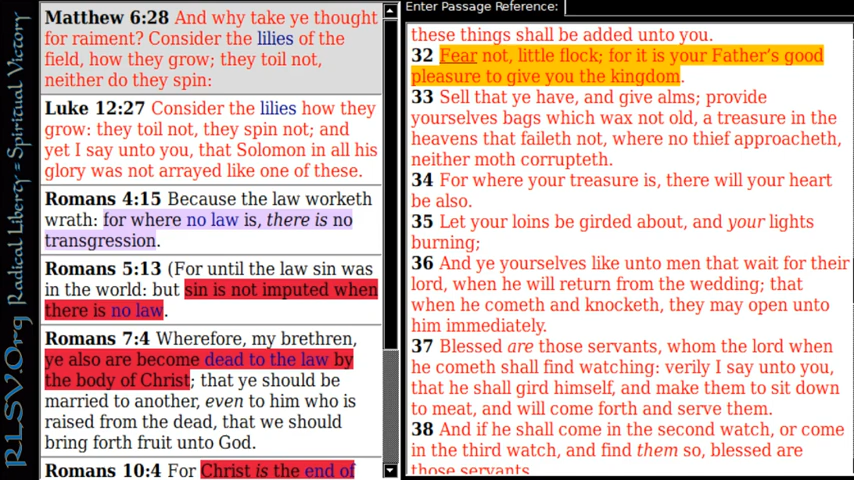 RLSV.Org Radical Liberty = Spiritual Victory
Matthew 6:28 And why take ye thought
for raiment? Consider the lilies of the
field, how they grow; they toil not,
neither do they spin:
Luke 12:27 Consider the lilies how they
grow: they toil not, they spin not; and
yet I say unto you, that Solomon in all his
glory was not arrayed like one of these.
Romans 4:15 Because the law worketh
wrath: for where no law is, there is no
transgression.
Romans 5:13 (For until the law sin was
in the world: but sin is not imputed when
there is no law.
Romans 7:4 Wherefore, my brethren,
ye also are become dead to the law by
the body of Christ; that ye should be
married to another, even to him who is
raised from the dead, that we should
bring forth fruit unto God.
Romans 10:4 For Christ is the end of
Enter Passage Reference:
these things shall be added unto you.
32 Fear not, little flock; for it is your Father's good
pleasure to give you the kingdom.
33 Sell that ye have, and give alms; provide
yourselves bags which wax not old, a treasure in the
heavens that faileth not, where no thief approacheth,
neither moth corrupteth.
34 For where your treasure is, there will your heart
be also.
35 Let your loins be girded about, and your lights
burning;
36 And ye yourselves like unto men that wait for their
lord, when he will return from the wedding; that
when he cometh and knocketh, they may open unto
him immediately.
37 Blessed are those servants, whom the lord when
he cometh shall find watching: verily I say unto you,
that he shall gird himself, and make them to sit down
to meat, and will come forth and serve them.
38 And if he shall come in the second watch, or come
in the third watch, and find them so, blessed are
those servants.